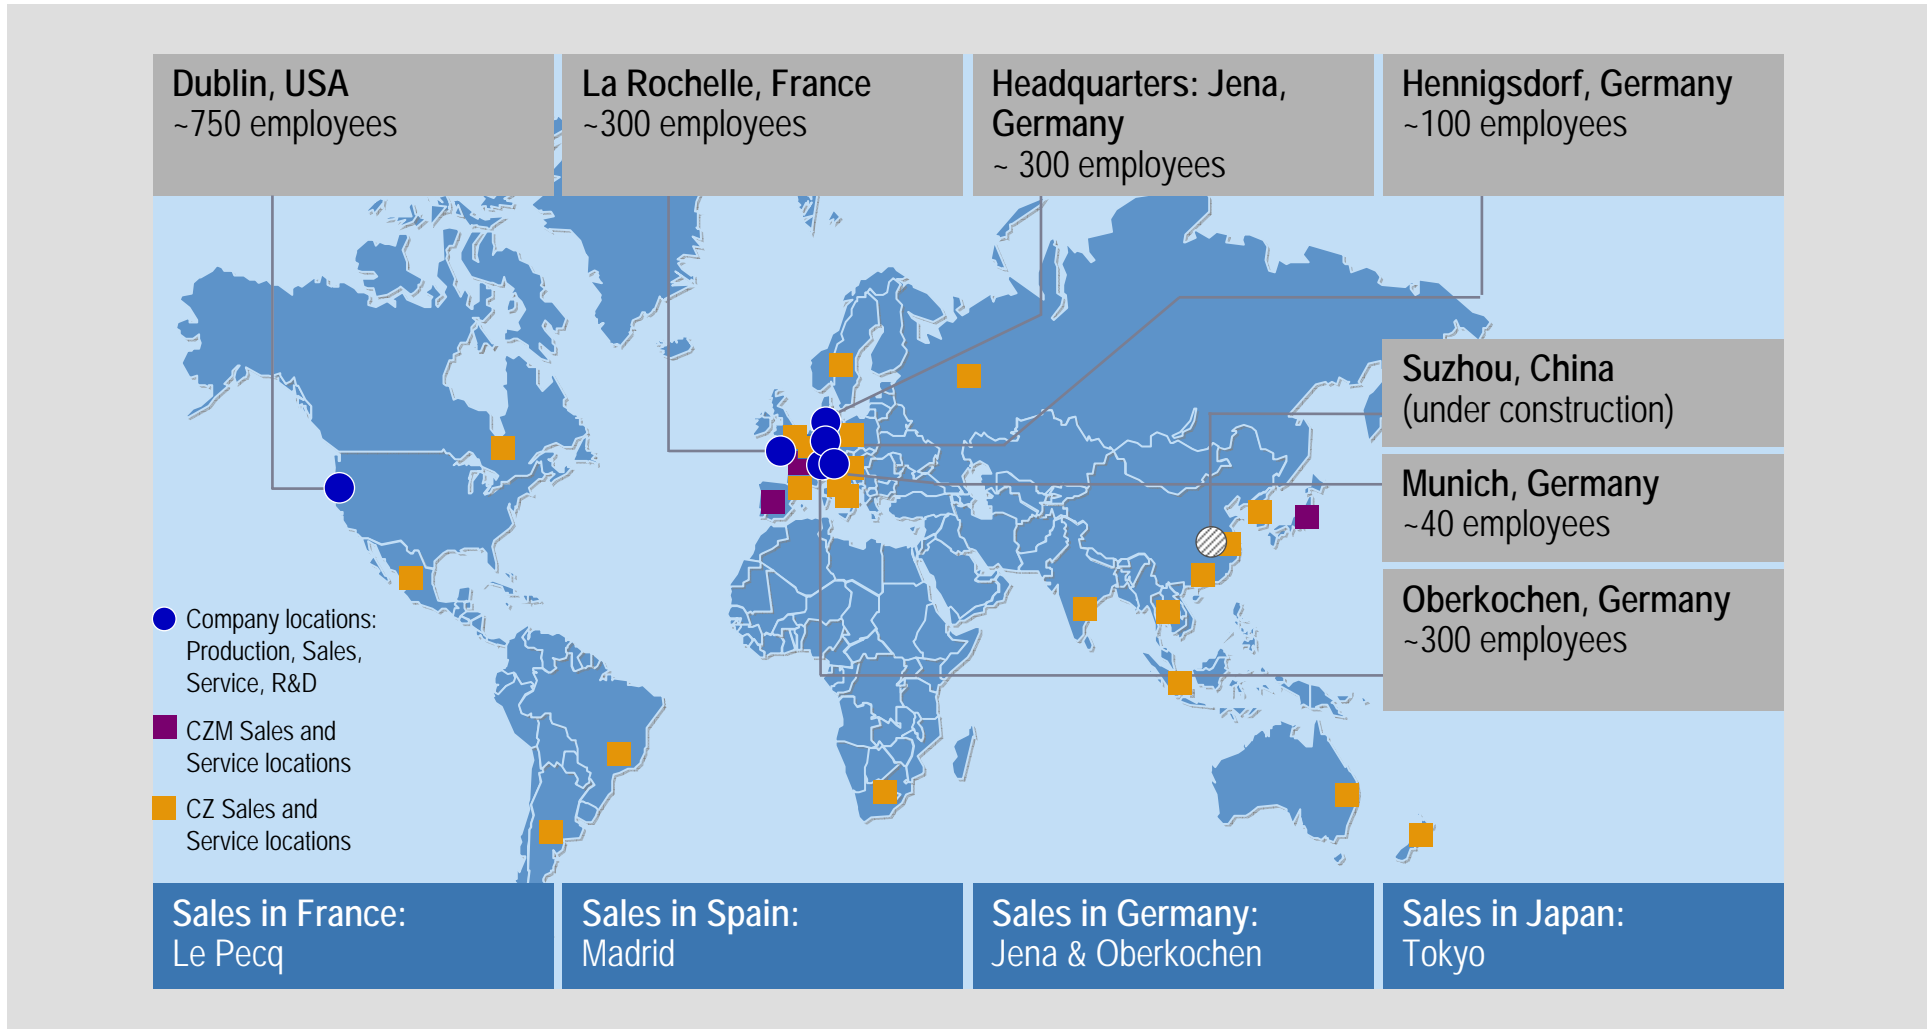 Dublin, USA
~750 employees
La Rochelle, France
~300 employees
Headquarters: Jena,
Germany
~ 300 employees
Hennigsdorf, Germany
~100 employees
Suzhou, China
(under construction)
Munich, Germany
~40 employees
Oberkochen, Germany
~300 employees
Company locations:
Production, Sales,
Service, R&D
CZM Sales and
Service locations
CZ Sales and
Service locations
Sales in France:
Le Pecq
Sales in Spain:
Madrid
Sales in Germany:
Jena & Oberkochen
Sales in Japan:
Tokyo